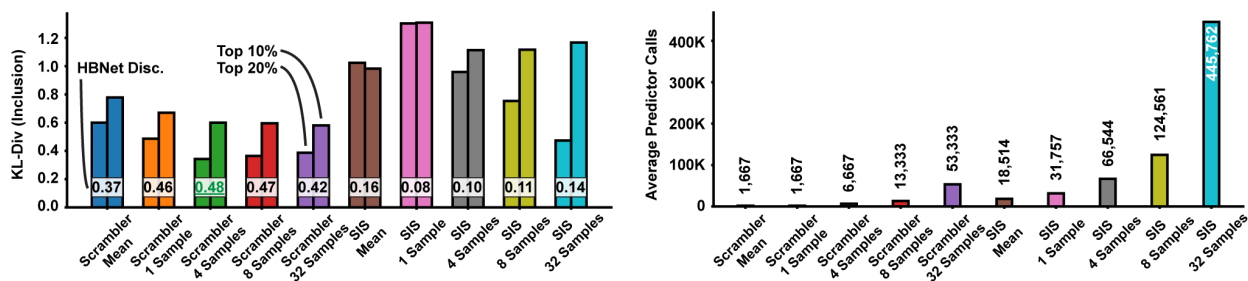 KL-Div (Inclusion)
1.2
1.0
0.8
0.6
0.4
0.2
0.0
HBNet Disc.
Top 10%
Top 20%
0.37
0.46
0.48
0.47
0.42
0.16
0.08
0.10
0.11
0.14
Scrambler
Mean
Scrambler
1 Sample
Scrambler
4 Samples
Scrambler
8 Samples
Scrambler
32 Samples
SIS
Mean
SIS
1 Sample
SIS
4 Samples
SIS
8 Samples
SIS
32 Samples
Average Predictor Calls
400K
300K
200K
100K
0
1,667
1,667
6,667
13,333
53,333
18,514
31,757
66,544
124,561
445,762
Scrambler
Mean
Scrambler
1 Sample
Scrambler
4 Samples
Scrambler
8 Samples
Scrambler
32 Samples
SIS
Mean
SIS
1 Sample
SIS
4 Samples
SIS
8 Samples
SIS
32 Samples